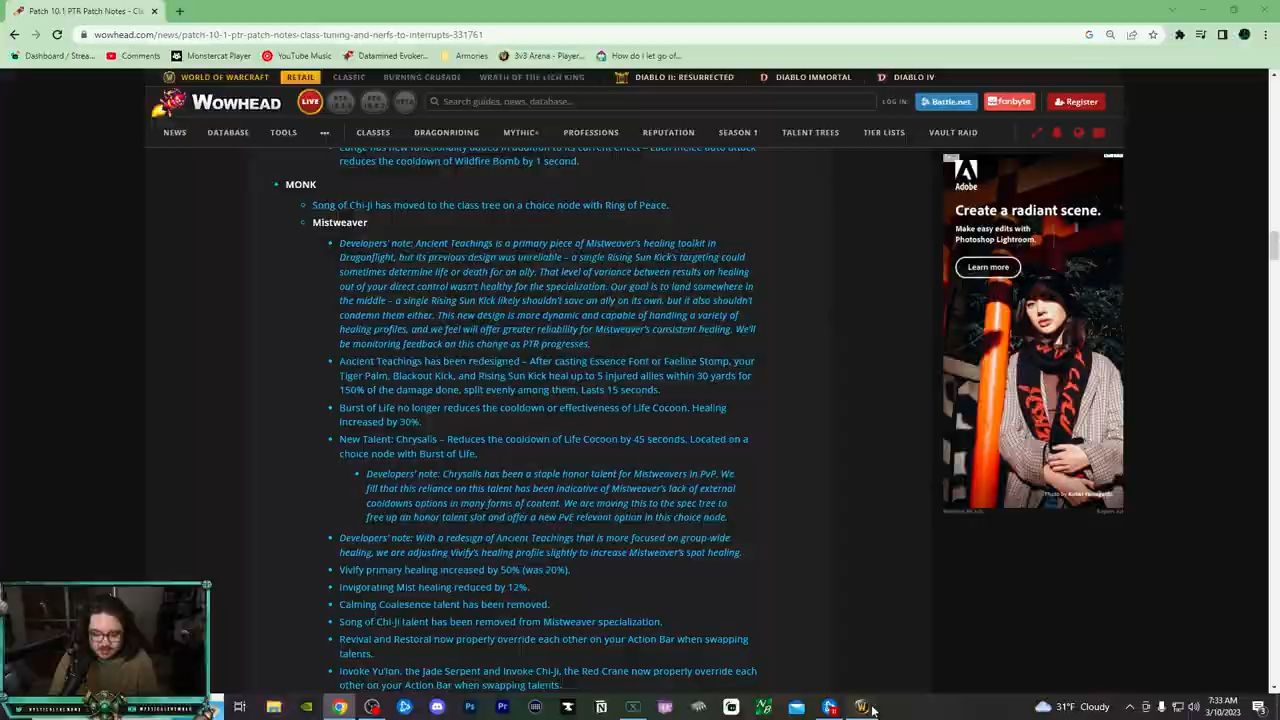 Patch 10.1 PTR Patch Notes - Cla
wowhead.com/news/patch-10-1-ptr-patch-notes-class-tuning-and-nerfs-to-interrupts-331761
Dashboard / Strea... Comments Monstercat Player YouTube Music Datamined Evoker... Armories 3v3 Arena - Player... How do I let go of...
WORLD OF WARCRAFT RETAIL CLASSIC BURNING CRUSADE WRATH OF THE LICH KING DIABLO II: RESURRECTED DIABLO IMMORTAL DIABLO IV
WOWHEAD LIVE PTR PTR BETA Search guides, news, database... LOG IN: Battle.net fanbyte Register
NEWS DATABASE TOOLS ••• CLASSES DRAGONRIDING MYTHIC+ PROFESSIONS REPUTATION SEASON 1 TALENT TREES TIER LISTS VAULT RAID
Lunge has new functionality added in addition to its current effect – Each melee auto attack
reduces the cooldown of Wildfire Bomb by 1 second.
MONK
Song of Chi-Ji has moved to the class tree on a choice node with Ring of Peace.
Mistweaver
Developers' note: Ancient Teachings is a primary piece of Mistweaver's healing toolkit in
Dragonflight, but its previous design was unreliable – a single Rising Sun Kick's targeting could
sometimes determine life or death for an ally. That level of variance between results on healing
out of your direct control wasn't healthy for the specialization. Our goal is to land somewhere in
the middle – a single Rising Sun Kick likely shouldn't save an ally on its own, but it also shouldn't
condemn them either. This new design is more dynamic and capable of handling a variety of
healing profiles, and we feel will offer greater reliability for Mistweaver's consistent healing. We'll
be monitoring feedback on this change as PTR progresses.
Ancient Teachings has been redesigned – After casting Essence Font or Faeline Stomp, your
Tiger Palm, Blackout Kick, and Rising Sun Kick heal up to 5 injured allies within 30 yards for
150% of the damage done, split evenly among them. Lasts 15 seconds.
Burst of Life no longer reduces the cooldown or effectiveness of Life Cocoon. Healing
increased by 30%.
New Talent: Chrysalis – Reduces the cooldown of Life Cocoon by 45 seconds. Located on a
choice node with Burst of Life.
Developers' note: Chrysalis has been a staple honor talent for Mistweavers in PvP. We
fill that this reliance on this talent has been indicative of Mistweaver's lack of external
cooldowns options in many forms of content. We are moving this to the spec tree to
free up an honor talent slot and offer a new PvE relevant option in this choice node.
Developers' note: With a redesign of Ancient Teachings that is more focused on group-wide
healing, we are adjusting Vivify's healing profile slightly to increase Mistweaver's spot healing.
Vivify primary healing increased by 50% (was 20%).
Invigorating Mist healing reduced by 12%.
Calming Coalesence talent has been removed.
Song of Chi-Ji talent has been removed from Mistweaver specialization.
Revival and Restoral now properly override each other on your Action Bar when swapping
talents.
Invoke Yu'lon, the Jade Serpent and Invoke Chi-Ji, the Red Crane now properly override each
other on your Action Bar when swapping talents.
Adobe
Create a radiant scene.
Make easy edits with
Photoshop Lightroom.
Learn more
31°F Cloudy
7:33 AM
3/10/2023